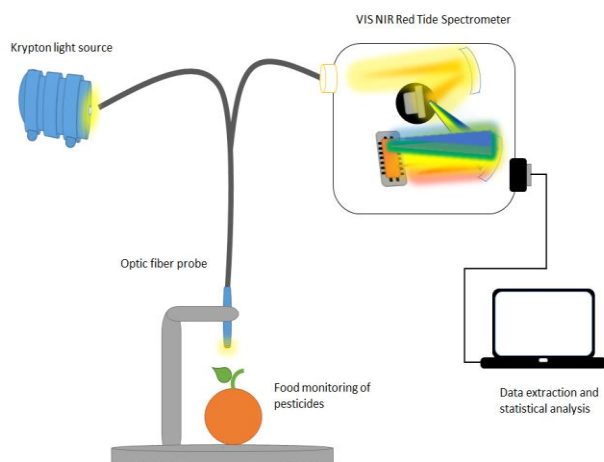 VIS NIR Red Tide Spectrometer
Krypton light source
Optic fiber probe
Food monitoring of
pesticides
Data extraction and
statistical analysis